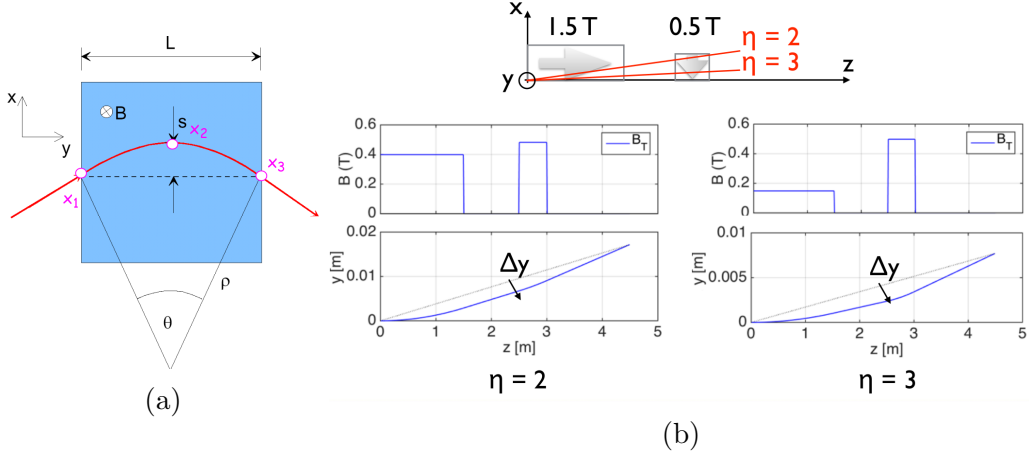 L
B
x
y
s
x2
x1
x3
ρ
θ
(a)
x
1.5 T
0.5 T
η = 2
η = 3
y
z
B (T)
0.6
0.4
0.2
0
BT
y [m]
0.02
0.01
0
Δy
0 1 2 3 4 5
z [m]
η = 2
B (T)
0.6
0.4
0.2
0
BT
y [m]
0.01
0.005
0
Δy
0 1 2 3 4 5
z [m]
η = 3
(b)